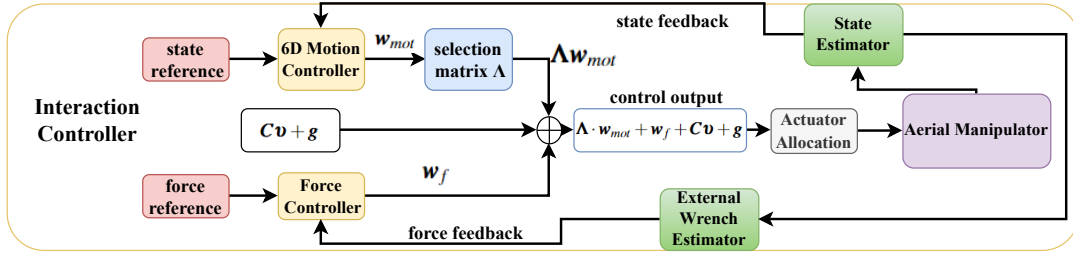 state feedback
State
Estimator
state
reference
6D Motion
Controller
w_mot
selection
matrix Λ
Λw_mot
Interaction
Controller
Cυ + g
control output
Λ · w_mot + w_f + Cυ + g
Actuator
Allocation
Aerial Manipulator
force
reference
Force
Controller
w_f
force feedback
External
Wrench
Estimator